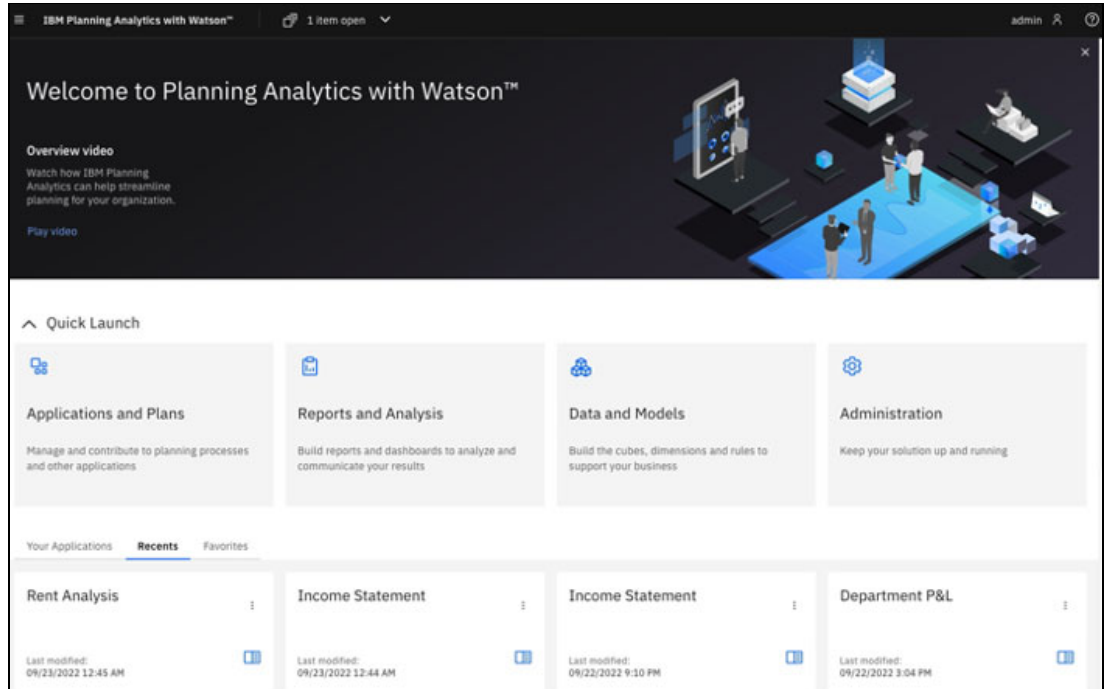 IBM Planning Analytics with Watson™
1 item open
admin
Welcome to Planning Analytics with Watson™
Overview video
Watch how IBM Planning
Analytics can help streamline
planning for your organization.
Play video
Quick Launch
Applications and Plans
Manage and contribute to planning processes
and other applications
Reports and Analysis
Build reports and dashboards to analyze and
communicate your results
Data and Models
Build the cubes, dimensions and rules to
support your business
Administration
Keep your solution up and running
Your Applications
Recents
Favorites
Rent Analysis
Last modified:
09/23/2022 12:45 AM
Income Statement
Last modified:
09/23/2022 12:44 AM
Income Statement
Last modified:
09/22/2022 9:10 PM
Department P&L
Last modified:
09/22/2022 3:04 PM